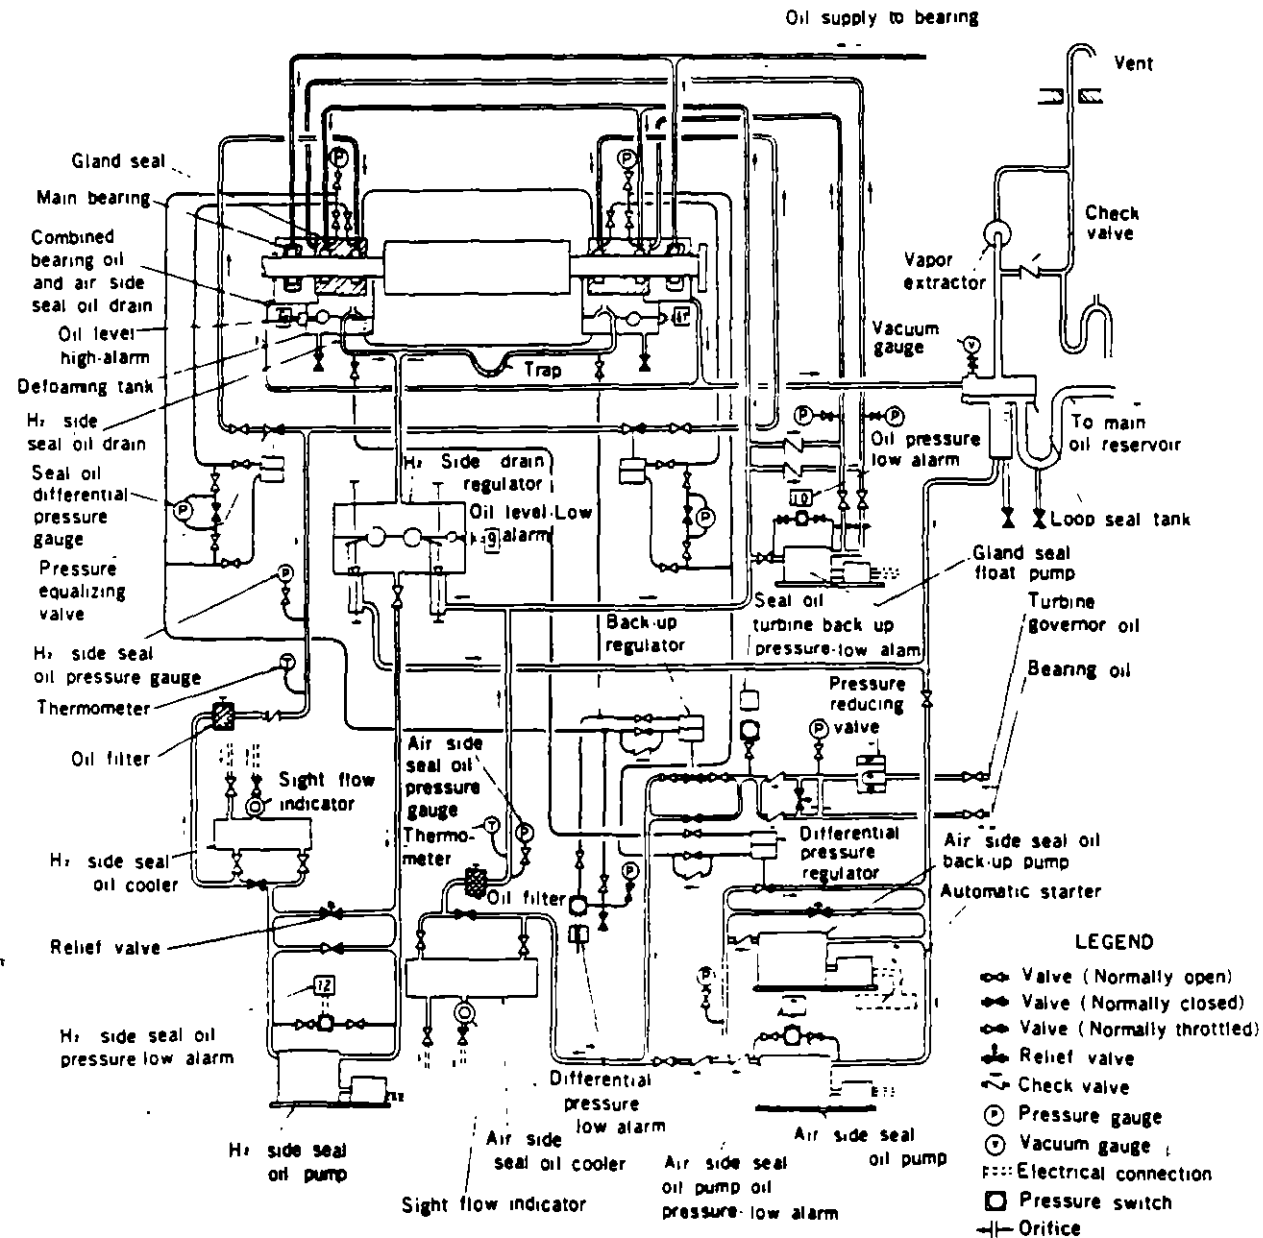 Oil supply to bearing
Vent
Gland seal
Main bearing
Combined
bearing oil
and air side
seal oil drain
Oil level
high-alarm
Defoaming tank
H₂ side
seal oil drain
Seal oil
differential
pressure
gauge
Pressure
equalizing
valve
H₂ side seal
oil pressure gauge
Thermometer
Oil filter
Sight flow
indicator
H₂ side seal
oil cooler
Relief valve
12
H₂ side seal oil
pressure low alarm
H₂ side seal
oil pump
Trap
H₂ Side drain
regulator
Oil level-Low
alarm
9
Back-up
regulator
Air side
seal oil
pressure
gauge
Thermo-
meter
Oil filter
Differential
pressure
low alarm
Air side
seal oil cooler
Sight flow indicator
Check
valve
Vapor
extractor
Vacuum
gauge
To main
oil reservoir
Oil pressure
low alarm
10
Loop seal tank
Gland seal
float pump
Seal oil
turbine back up
pressure-low alam
Turbine
governor oil
Bearing oil
Pressure
reducing
valve
Differential
pressure
regulator
Air side seal oil
back-up pump
Automatic starter
Air side seal
oil pump oil
pressure-low alarm
Air side seal
oil pump
P
P
P
P
P
P
P
P
P
P
P
P
T
T
V
LEGEND
Valve (Normally open)
Valve (Normally closed)
Valve (Normally throttled)
Relief valve
Check valve
P Pressure gauge
V Vacuum gauge
Electrical connection
Pressure switch
Orifice